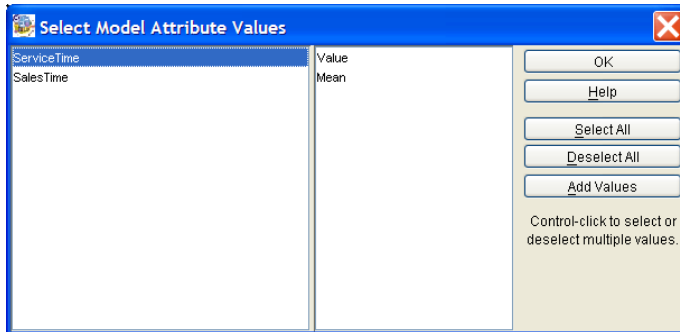 Select Model Attribute Values
ServiceTime
SalesTime
Value
Mean
OK
Help
Select All
Deselect All
Add Values
Control-click to select or
deselect multiple values.